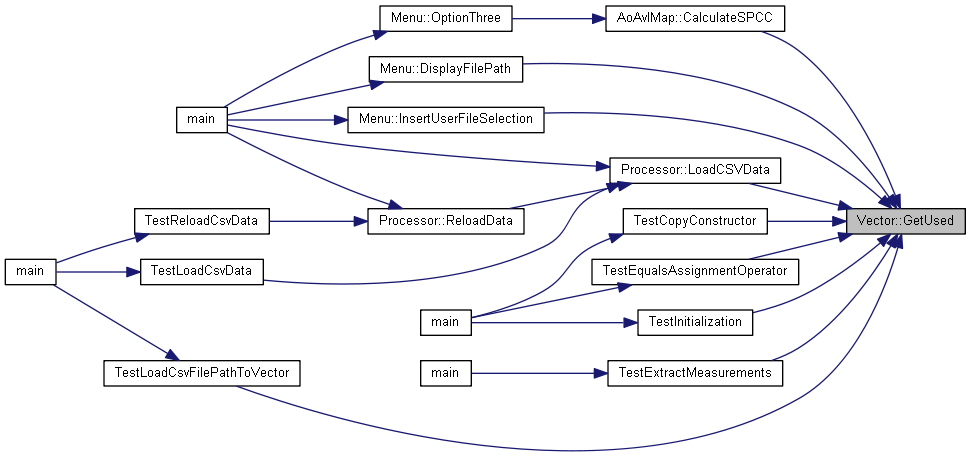 Menu::OptionThree
AoAvlMap::CalculateSPCC
Menu::DisplayFilePath
main
Menu::InsertUserFileSelection
Processor::LoadCSVData
TestReloadCsvData
Processor::ReloadData
TestCopyConstructor
Vector::GetUsed
main
TestLoadCsvData
TestEqualsAssignmentOperator
main
TestInitialization
TestLoadCsvFilePathToVector
main
TestExtractMeasurements